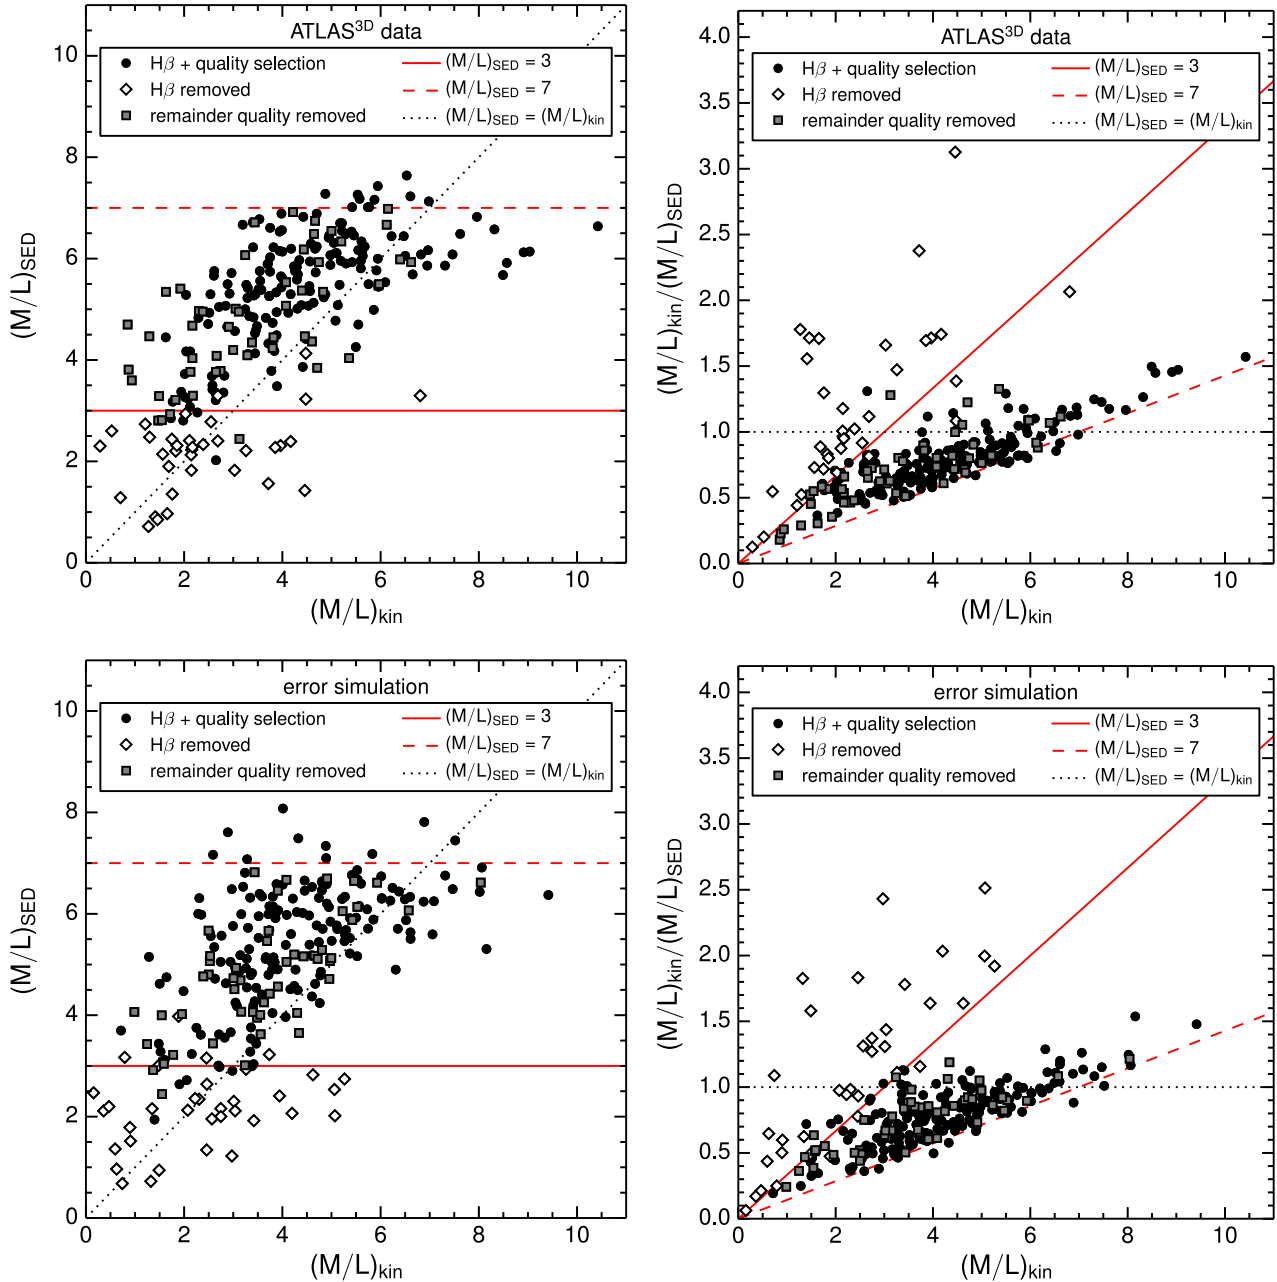 ATLAS³ᴰ data
Hβ + quality selection
Hβ removed
remainder quality removed
(M/L)SED = 3
(M/L)SED = 7
(M/L)SED = (M/L)kin
10
8
6
4
2
0
(M/L)SED
0 2 4 6 8 10
(M/L)kin
ATLAS³ᴰ data
Hβ + quality selection
Hβ removed
remainder quality removed
(M/L)SED = 3
(M/L)SED = 7
(M/L)SED = (M/L)kin
4.0
3.5
3.0
2.5
2.0
1.5
1.0
0.5
0.0
(M/L)kin/(M/L)SED
0 2 4 6 8 10
(M/L)kin
error simulation
Hβ + quality selection
Hβ removed
remainder quality removed
(M/L)SED = 3
(M/L)SED = 7
(M/L)SED = (M/L)kin
10
8
6
4
2
0
(M/L)SED
0 2 4 6 8 10
(M/L)kin
error simulation
Hβ + quality selection
Hβ removed
remainder quality removed
(M/L)SED = 3
(M/L)SED = 7
(M/L)SED = (M/L)kin
4.0
3.5
3.0
2.5
2.0
1.5
1.0
0.5
0.0
(M/L)kin/(M/L)SED
0 2 4 6 8 10
(M/L)kin